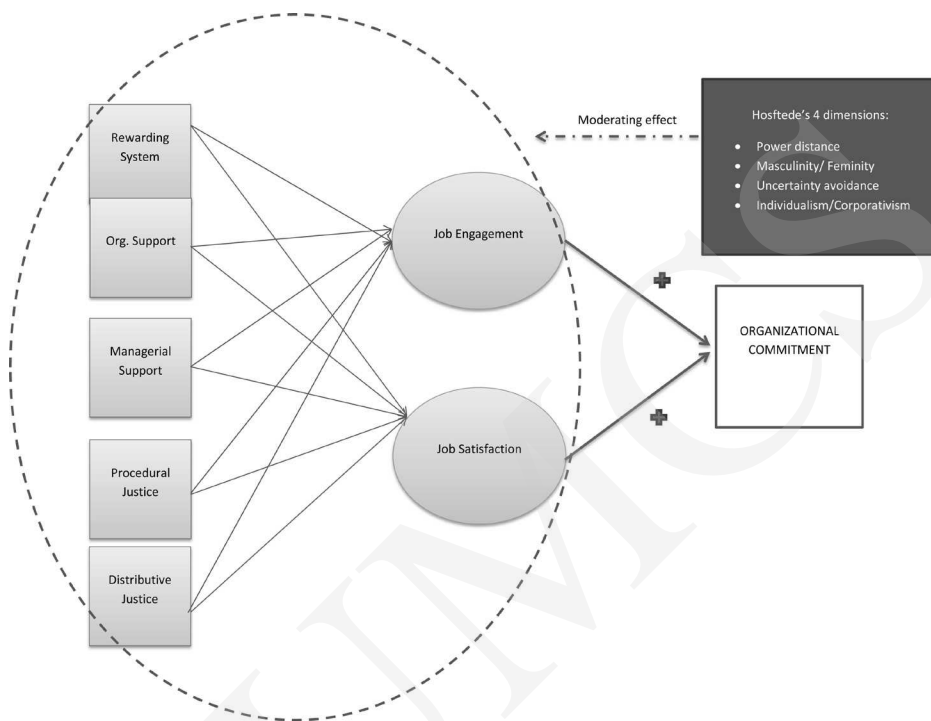 Rewarding
System
Org. Support
Managerial
Support
Procedural
Justice
Distributive
Justice
Job Engagement
Job Satisfaction
Moderating effect
Hosftede's 4 dimensions:
• Power distance
• Masculinity/ Feminity
• Uncertainty avoidance
• Individualism/Corporativism
ORGANIZATIONAL
COMMITMENT
UMCS